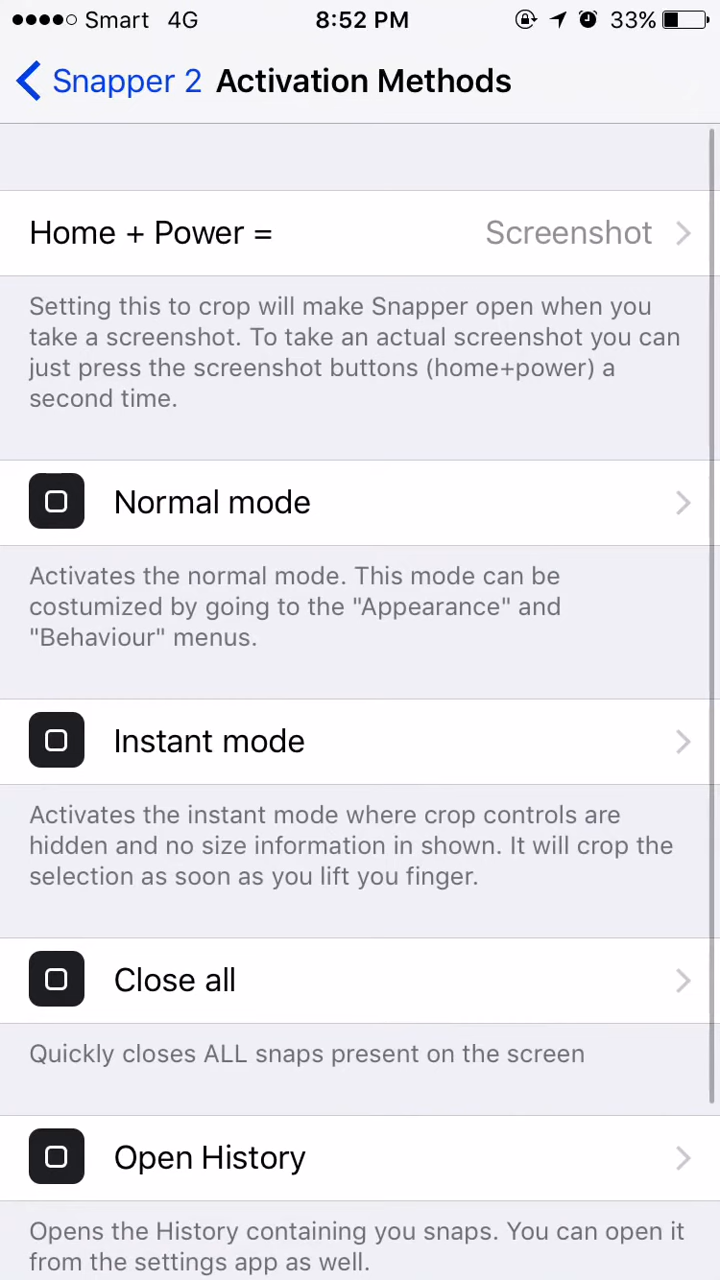 Smart 4G 8:52 PM 33%
Snapper 2 Activation Methods
Home + Power = Screenshot
Setting this to crop will make Snapper open when you
take a screenshot. To take an actual screenshot you can
just press the screenshot buttons (home+power) a
second time.
Normal mode
Activates the normal mode. This mode can be
costumized by going to the "Appearance" and
"Behaviour" menus.
Instant mode
Activates the instant mode where crop controls are
hidden and no size information in shown. It will crop the
selection as soon as you lift you finger.
Close all
Quickly closes ALL snaps present on the screen
Open History
Opens the History containing you snaps. You can open it
from the settings app as well.